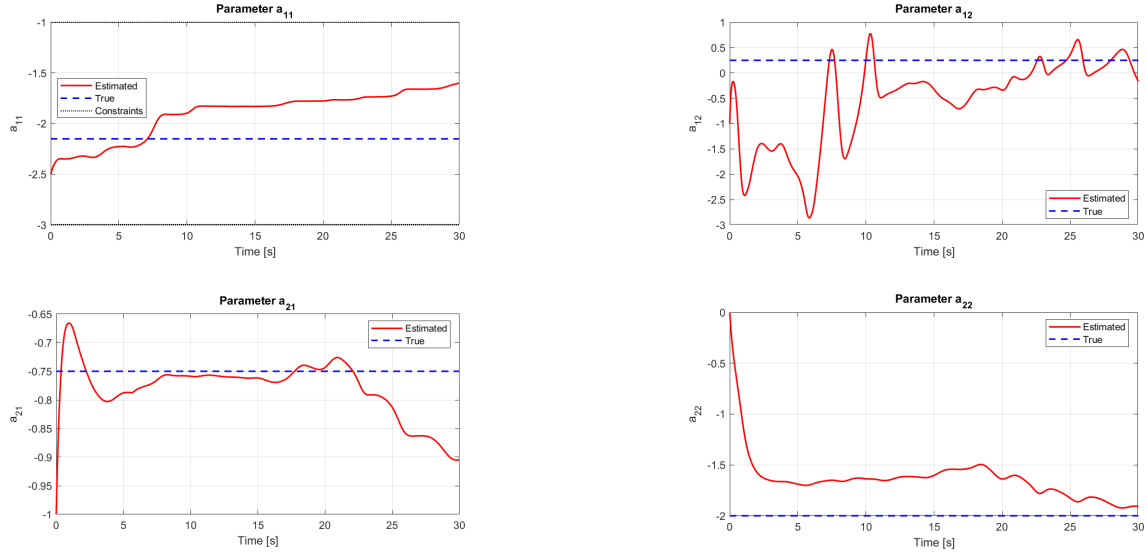 Parameter a11
-1
-1.5
-2
-2.5
-3
a11
Estimated
True
Constraints
0
5
10
15
20
25
30
Time [s]
Parameter a12
1
0.5
0
-0.5
-1
-1.5
-2
-2.5
-3
a12
Estimated
True
0
5
10
15
20
25
30
Time [s]
Parameter a21
-0.65
-0.7
-0.75
-0.8
-0.85
-0.9
-0.95
-1
a21
Estimated
True
0
5
10
15
20
25
30
Time [s]
Parameter a22
0
-0.5
-1
-1.5
-2
a22
Estimated
True
0
5
10
15
20
25
30
Time [s]